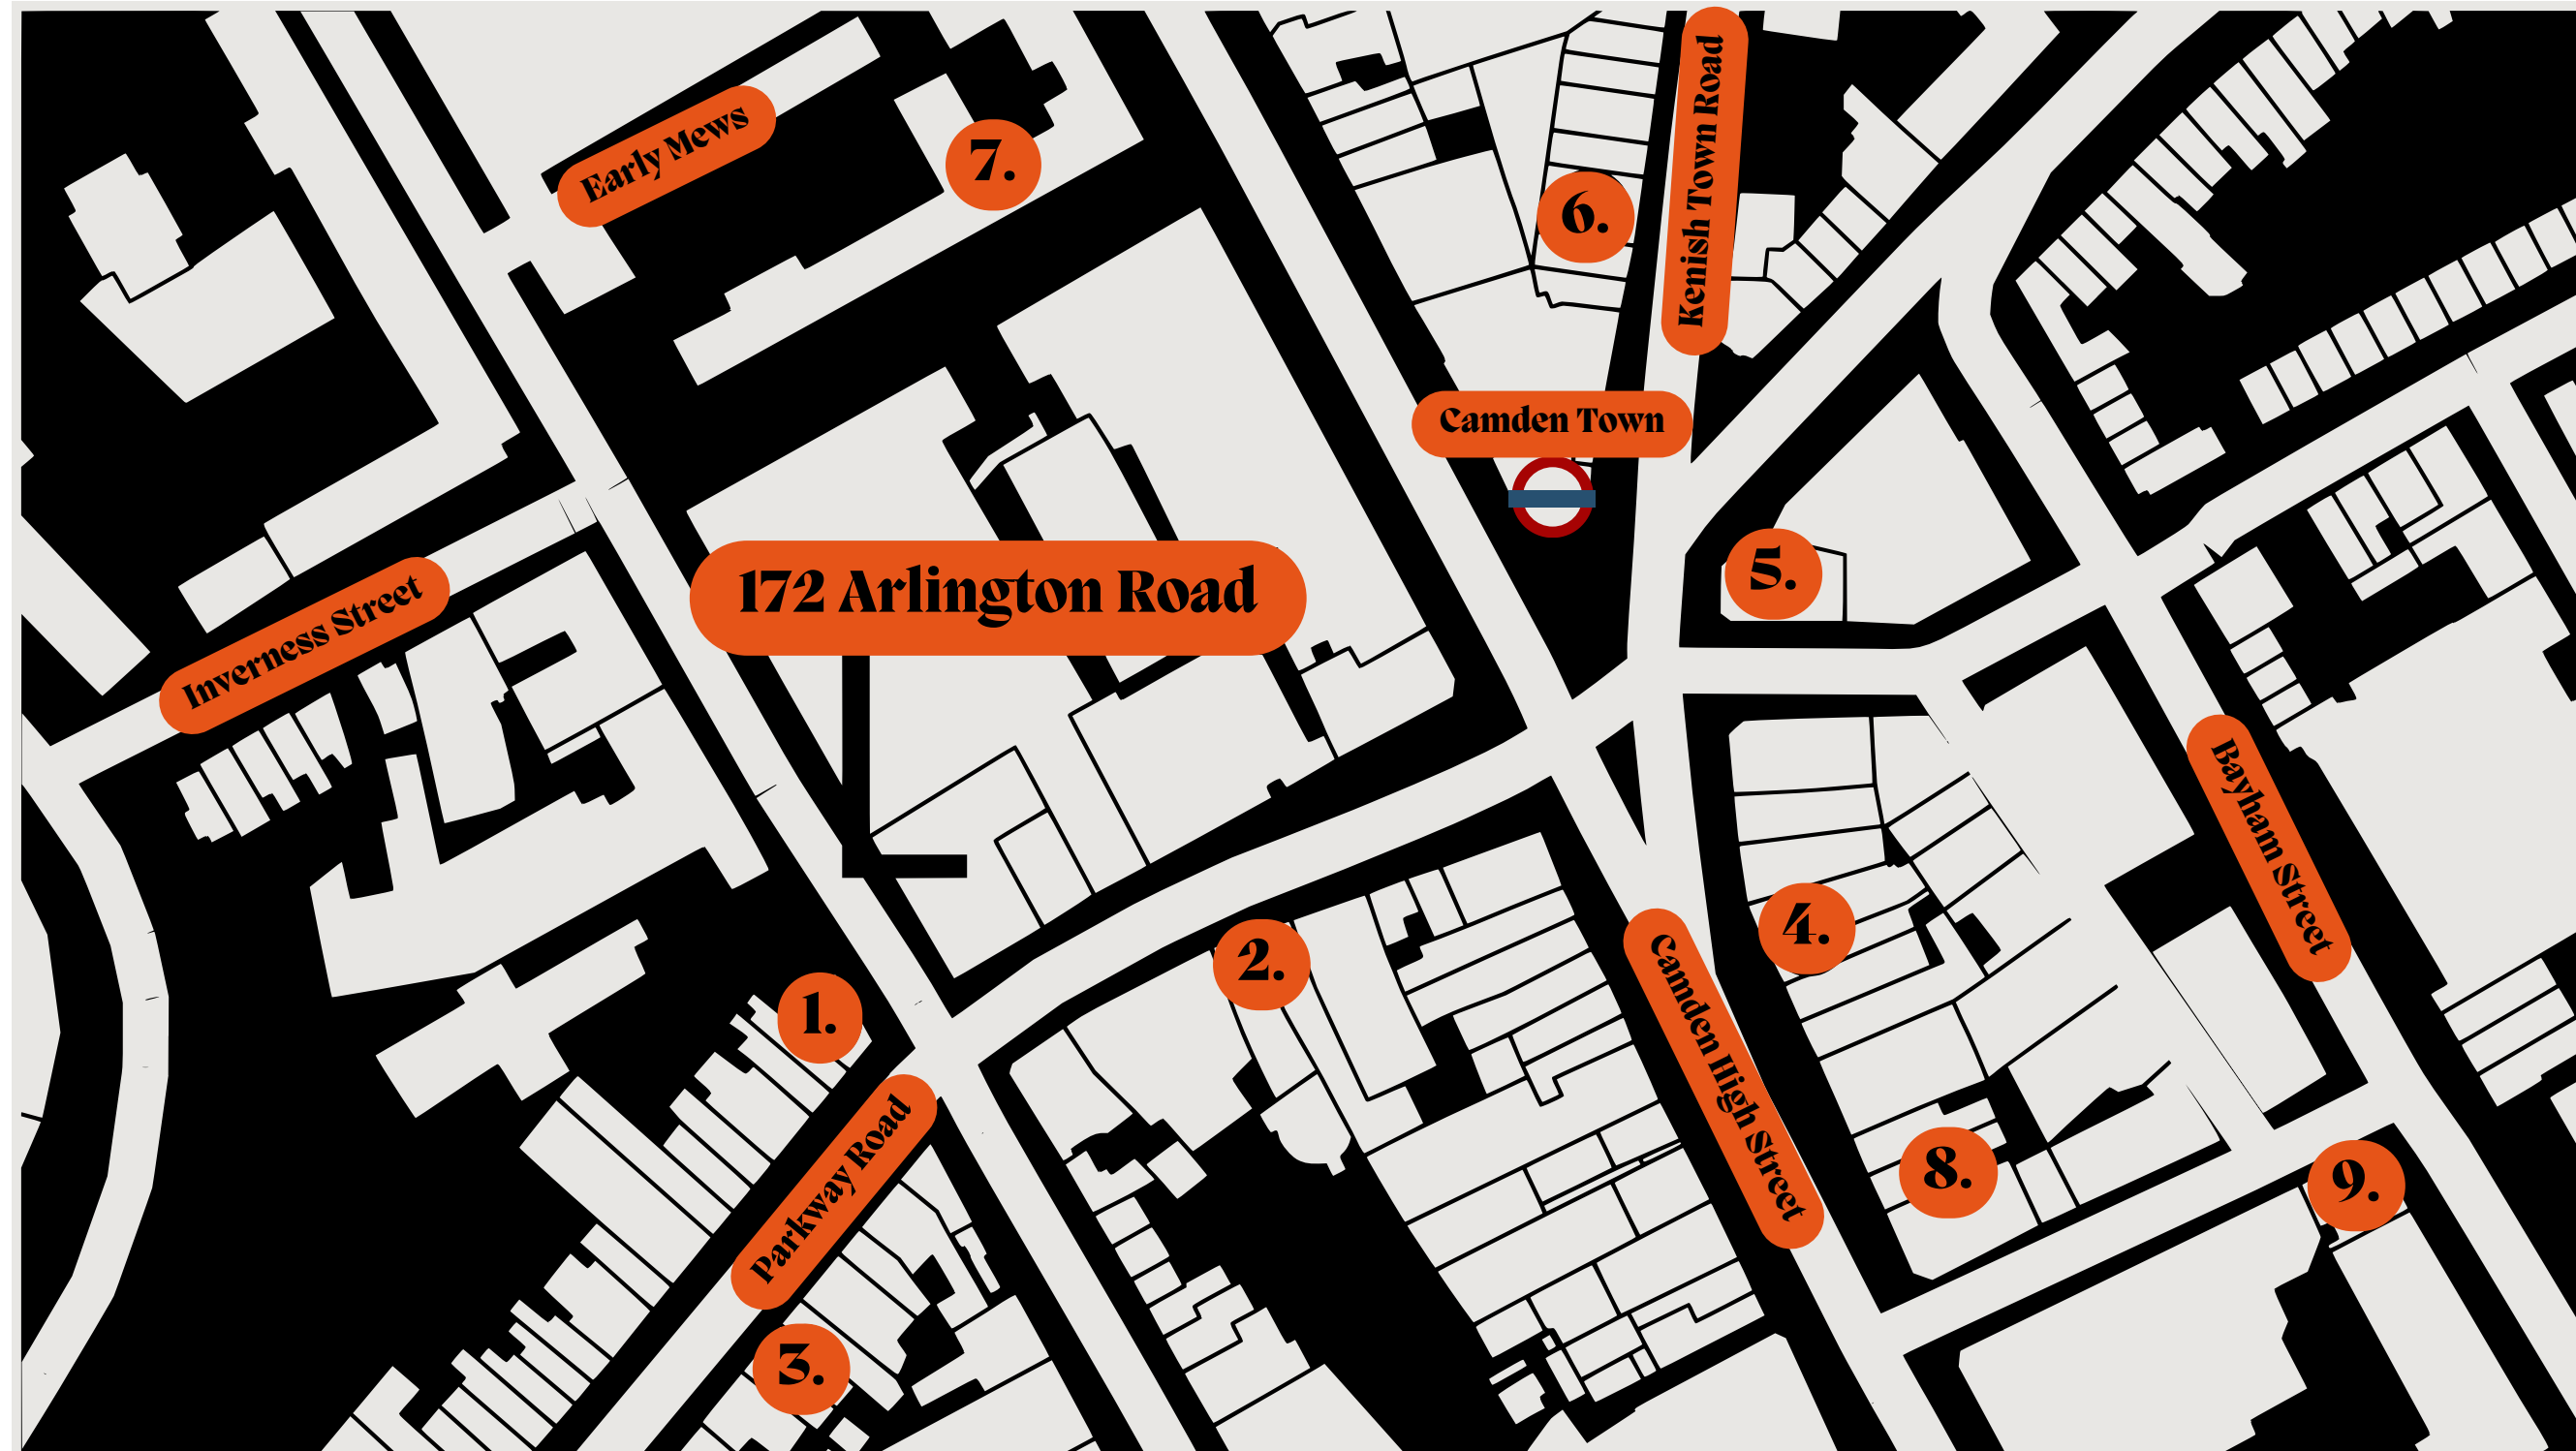 Kenish Town Road
Early Mews
7.
6.
Camden Town
172 Arlington Road
5.
Inverness Street
Bayham Street
4.
2.
1.
Camden High Street
Parkway Road
8.
9.
3.